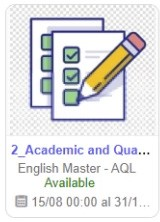 2_Academic and Qua...
English Master - AQL
Available
15/08 00:00 al 31/1...